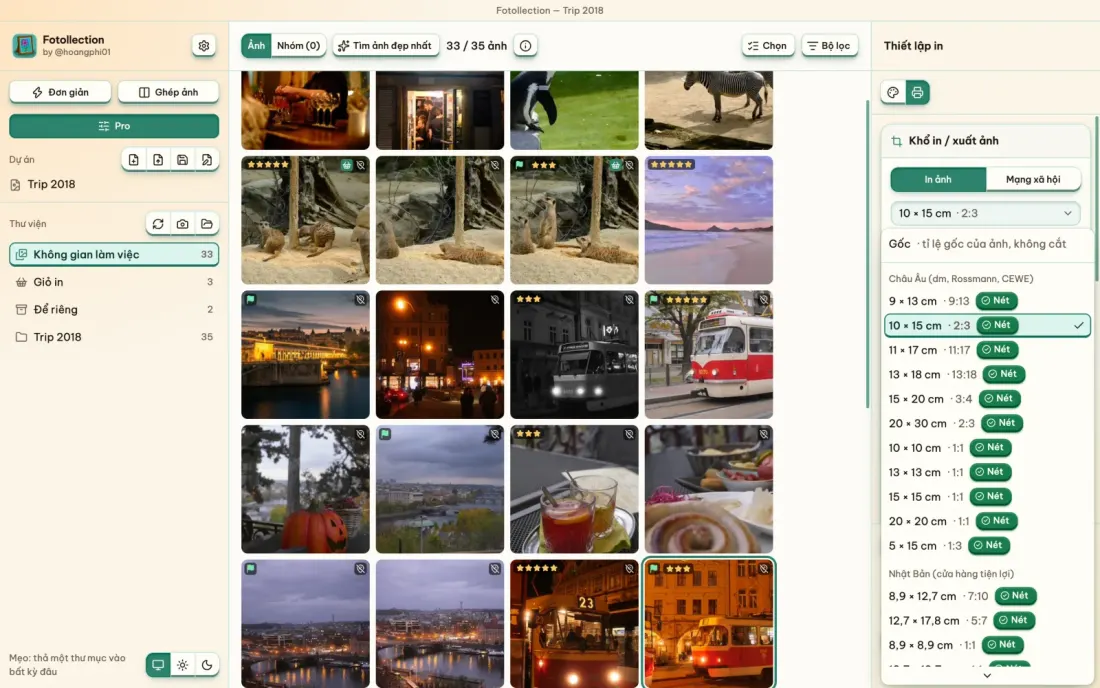 Fotollection — Trip 2018
Fotollection
by @hoangphi01
Đơn giản
Ghép ảnh
Pro
Dự án
Trip 2018
Thư viện
Không gian làm việc 33
Giỏ in 3
Để riêng 2
Trip 2018 35
Mẹo: thả một thư mục vào
bất kỳ đâu
Ảnh Nhóm (0) Tìm ảnh đẹp nhất 33 / 35 ảnh Chọn Bộ lọc
23
Thiết lập in
Khổ in / xuất ảnh
In ảnh Mạng xã hội
10 × 15 cm · 2:3
Gốc · tỉ lệ gốc của ảnh, không cắt
Châu Âu (dm, Rossmann, CEWE)
9 × 13 cm · 9:13 Nét
10 × 15 cm · 2:3 Nét
11 × 17 cm · 11:17 Nét
13 × 18 cm · 13:18 Nét
15 × 20 cm · 3:4 Nét
20 × 30 cm · 2:3 Nét
10 × 10 cm · 1:1 Nét
13 × 13 cm · 1:1 Nét
15 × 15 cm · 1:1 Nét
20 × 20 cm · 1:1 Nét
5 × 15 cm · 1:3 Nét
Nhật Bản (cửa hàng tiện lợi)
8,9 × 12,7 cm · 7:10 Nét
12,7 × 17,8 cm · 5:7 Nét
8,9 × 8,9 cm · 1:1 Nét